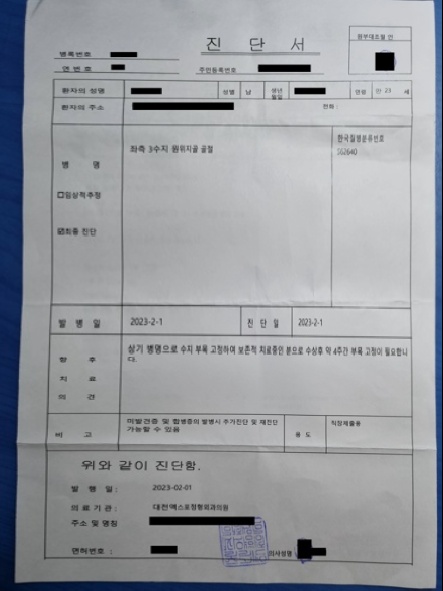 진 단 서
원부대조필 인
병록번호
연 번 호
주민등록번호
환자의 성명
성별 남
생년
월일
연령 만 23 세
환자의 주소
전화 :
병 명
좌측 3수지 원위지골 골절
한국질병분류번호
S62640
□임상적추정
☑최종 진단
발 병 일 2023-2-1 진 단 일 2023-2-1
향 후
치 료
의 견
상기 병명으로 수지 부목 고정하여 보존적 치료중인 분으로 수상후 약 4주간 부목 고정이 필요합니
다.
비 고
미발견증 및 합병증의 발병시 추가진단 및 재진단
가능할 수 있음
용 도
직장제출용
위와 같이 진단함.
발 행 일 : 2023-02-01
의 료 기 관 : 대전엠에스포정형외과의원
주소 및 명칭
면허번호 :
의사성명